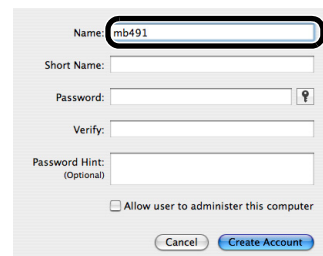 Name: mb491
Short Name:
Password:
Verify:
Password Hint:
(Optional)
Allow user to administer this computer
Cancel Create Account